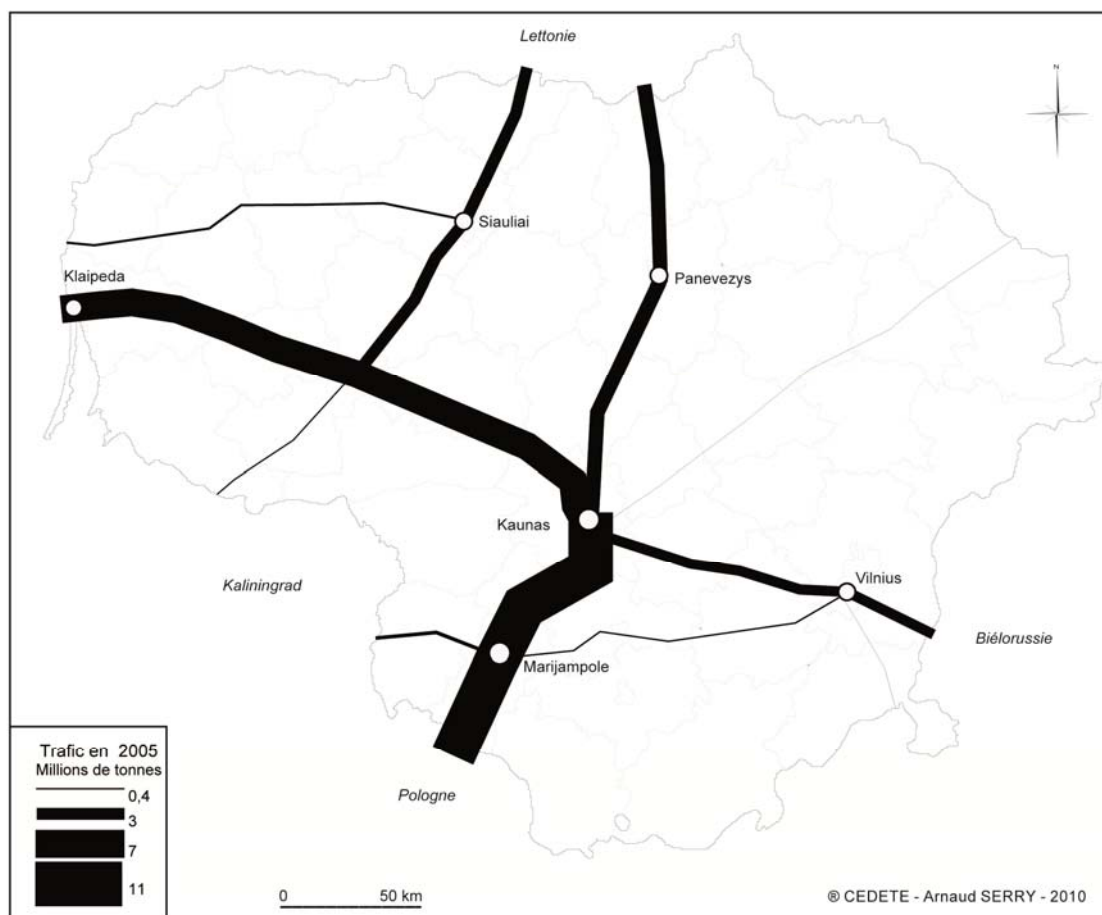 Lettonie
N
Siauliai
Klaipeda
Panevezys
Kaunas
Vilnius
Kaliningrad
Biélorussie
Marijampole
Pologne
Trafic en 2005
Millions de tonnes
0,4
3
7
11
0 50 km
® CEDETE - Arnaud SERRY - 2010